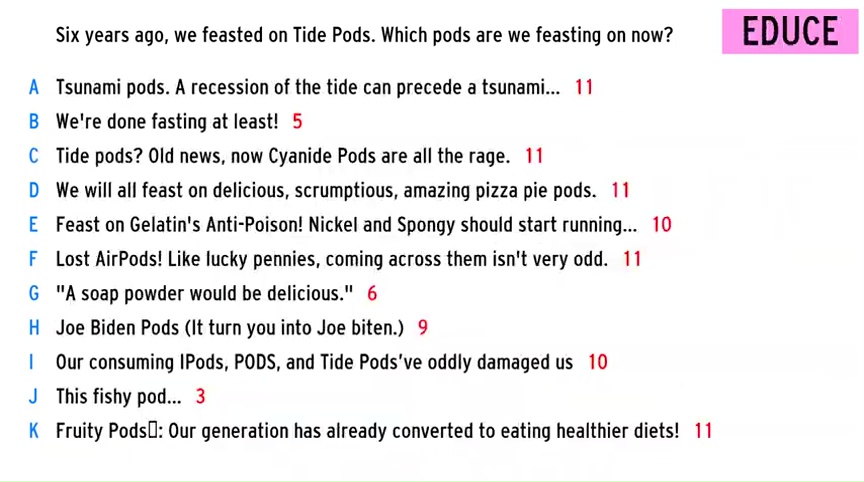 Six years ago, we feasted on Tide Pods. Which pods are we feasting on now?
EDUCE
A Tsunami pods. A recession of the tide can precede a tsunami... 11
B We're done fasting at least! 5
C Tide pods? Old news, now Cyanide Pods are all the rage. 11
D We will all feast on delicious, scrumptious, amazing pizza pie pods. 11
E Feast on Gelatin's Anti-Poison! Nickel and Spongy should start running... 10
F Lost AirPods! Like lucky pennies, coming across them isn't very odd. 11
G "A soap powder would be delicious." 6
H Joe Biden Pods (It turn you into Joe biten.) 9
I Our consuming IPods, PODS, and Tide Pods’ve oddly damaged us 10
J This fishy pod... 3
K Fruity Pods▯: Our generation has already converted to eating healthier diets! 11